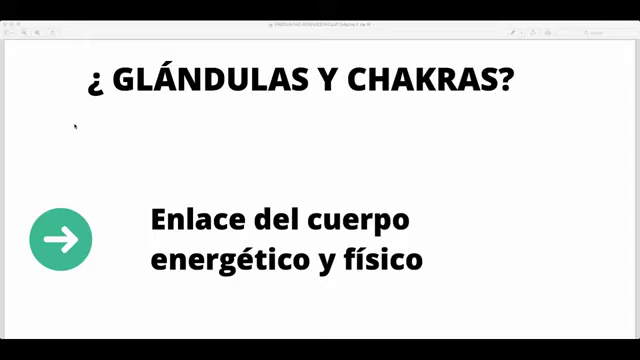 ¿ GLÁNDULAS Y CHAKRAS?
Enlace del cuerpo
energético y físico